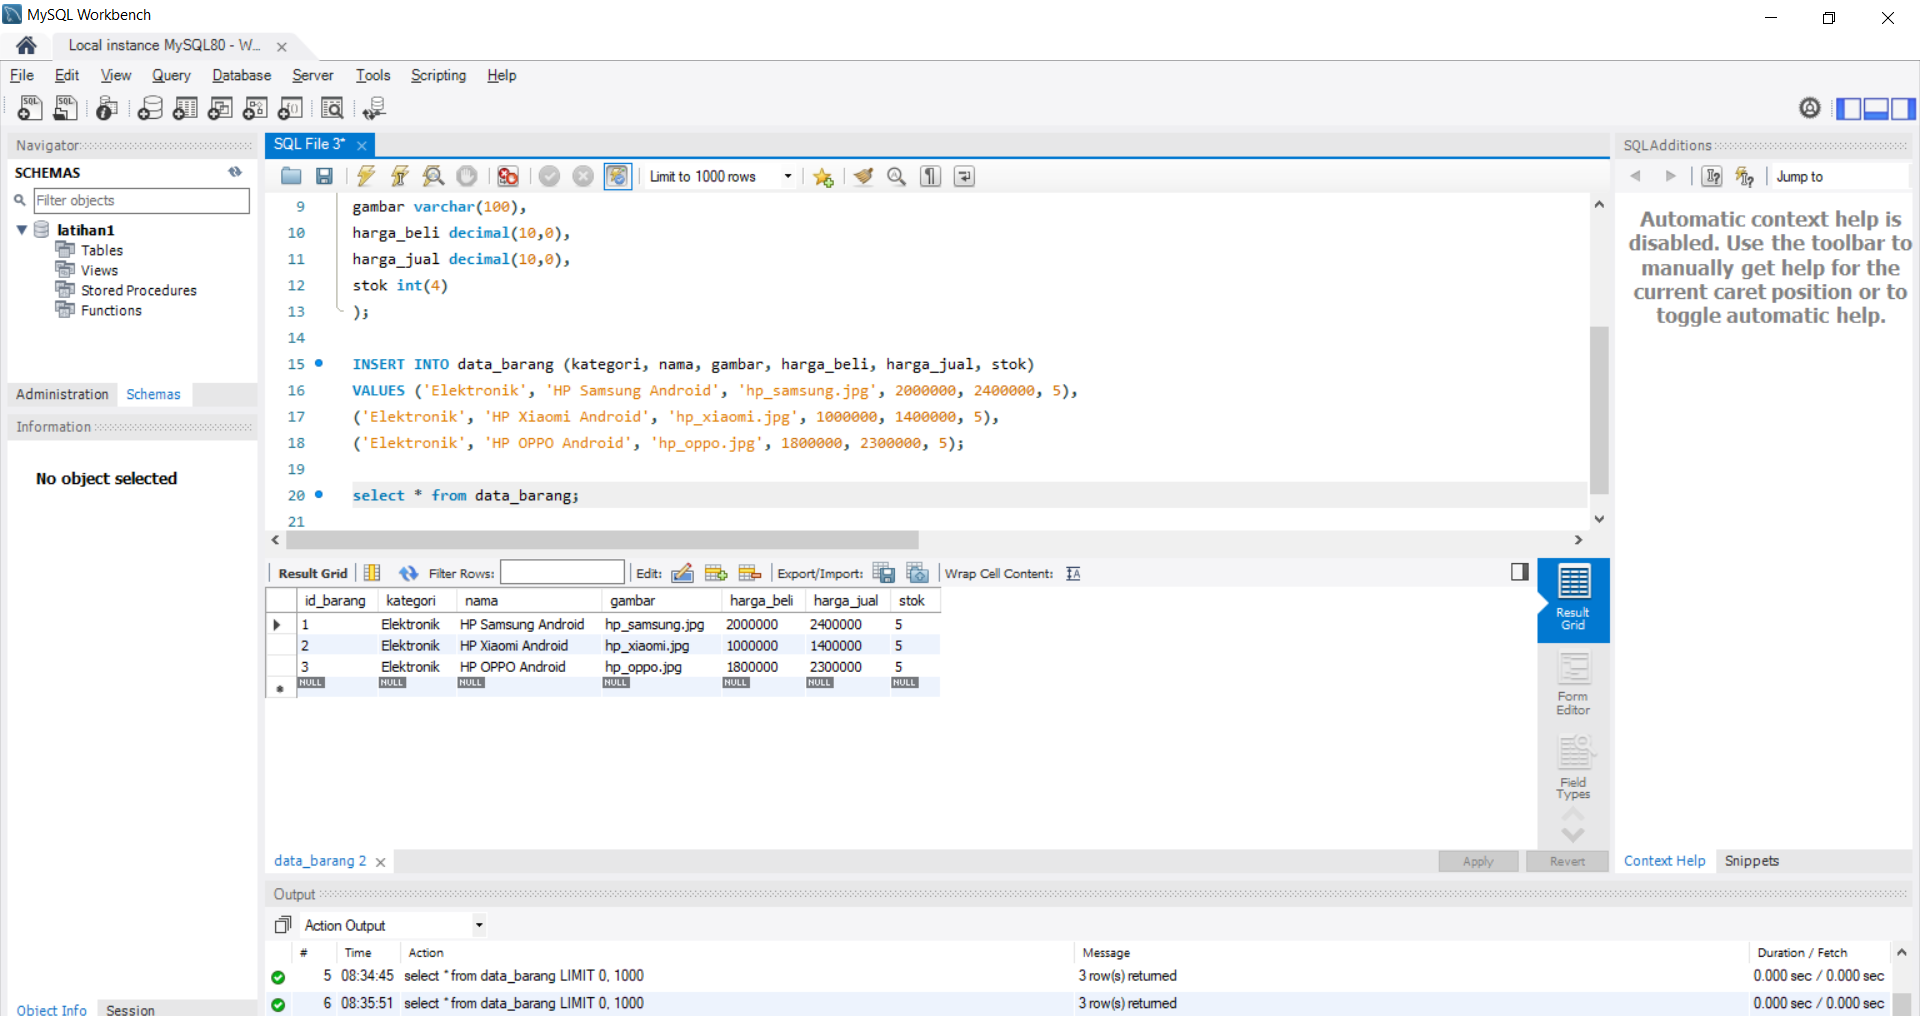 MySQL Workbench
Local instance MySQL80 - W...
File Edit View Query Database Server Tools Scripting Help
Navigator
SCHEMAS
Filter objects
latihan1
Tables
Views
Stored Procedures
Functions
Administration Schemas
Information
No object selected
Object Info Session
SQL File 3*
Limit to 1000 rows
9 gambar varchar(100),
10 harga_beli decimal(10,0),
11 harga_jual decimal(10,0),
12 stok int(4)
13 );
14
15 INSERT INTO data_barang (kategori, nama, gambar, harga_beli, harga_jual, stok)
16 VALUES ('Elektronik', 'HP Samsung Android', 'hp_samsung.jpg', 2000000, 2400000, 5),
17 ('Elektronik', 'HP Xiaomi Android', 'hp_xiaomi.jpg', 1000000, 1400000, 5),
18 ('Elektronik', 'HP OPPO Android', 'hp_oppo.jpg', 1800000, 2300000, 5);
19
20 select * from data_barang;
21
Result Grid Filter Rows: Edit: Export/Import: Wrap Cell Content:
id_barang kategori nama gambar harga_beli harga_jual stok
1 Elektronik HP Samsung Android hp_samsung.jpg 2000000 2400000 5
2 Elektronik HP Xiaomi Android hp_xiaomi.jpg 1000000 1400000 5
3 Elektronik HP OPPO Android hp_oppo.jpg 1800000 2300000 5
NULL NULL NULL NULL NULL NULL NULL
Result
Grid
Form
Editor
Field
Types
data_barang 2 Apply Revert
Output
Action Output
# Time Action Message Duration / Fetch
5 08:34:45 select * from data_barang LIMIT 0, 1000 3 row(s) returned 0.000 sec / 0.000 sec
6 08:35:51 select * from data_barang LIMIT 0, 1000 3 row(s) returned 0.000 sec / 0.000 sec
SQLAdditions
Jump to
Automatic context help is
disabled. Use the toolbar to
manually get help for the
current caret position or to
toggle automatic help.
Context Help Snippets